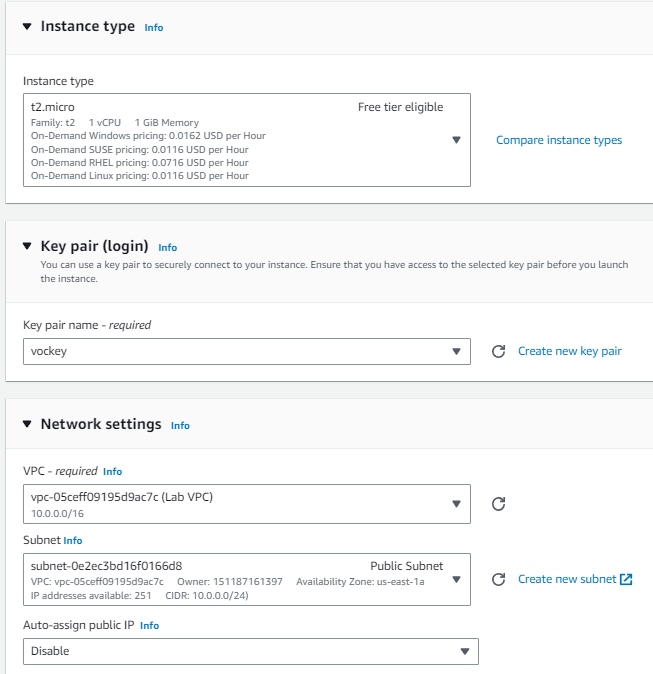 Instance type Info
Instance type
t2.micro Free tier eligible
Family: t2 1 vCPU 1 GiB Memory
On-Demand Windows pricing: 0.0162 USD per Hour
On-Demand SUSE pricing: 0.0116 USD per Hour
On-Demand RHEL pricing: 0.0716 USD per Hour
On-Demand Linux pricing: 0.0116 USD per Hour
Compare instance types
Key pair (login) Info
You can use a key pair to securely connect to your instance. Ensure that you have access to the selected key pair before you launch
the instance.
Key pair name - required
vockey
Create new key pair
Network settings Info
VPC - required Info
vpc-05ceff09195d9ac7c (Lab VPC)
10.0.0.0/16
Subnet Info
subnet-0e2ec3bd16f0166d8 Public Subnet
VPC: vpc-05ceff09195d9ac7c Owner: 151187161397 Availability Zone: us-east-1a
IP addresses available: 251 CIDR: 10.0.0.0/24)
Create new subnet
Auto-assign public IP Info
Disable